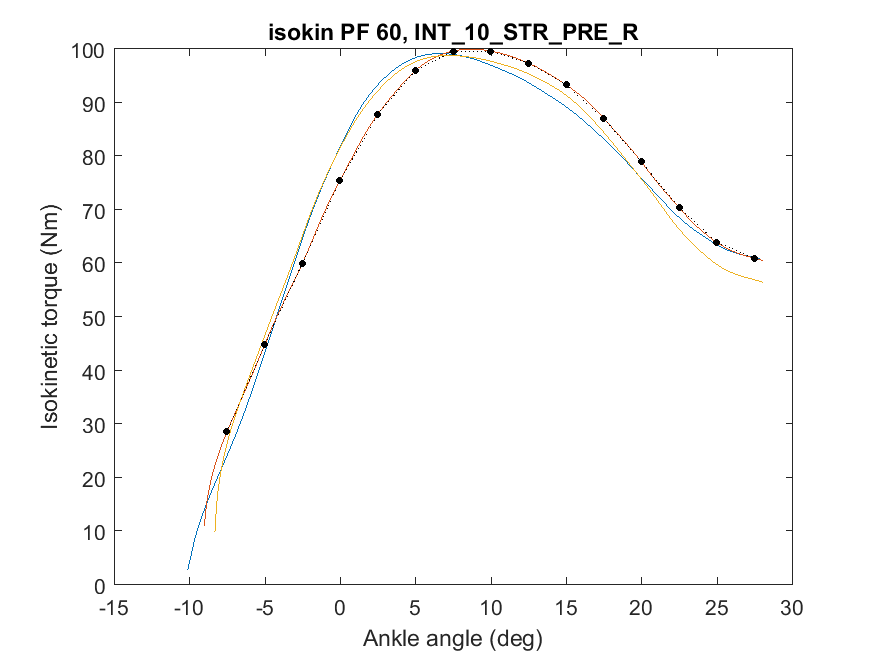 isokin PF 60, INT_10_STR_PRE_R
100
90
80
70
60
50
40
30
20
10
0
Isokinetic torque (Nm)
-15 -10 -5 0 5 10 15 20 25 30
Ankle angle (deg)